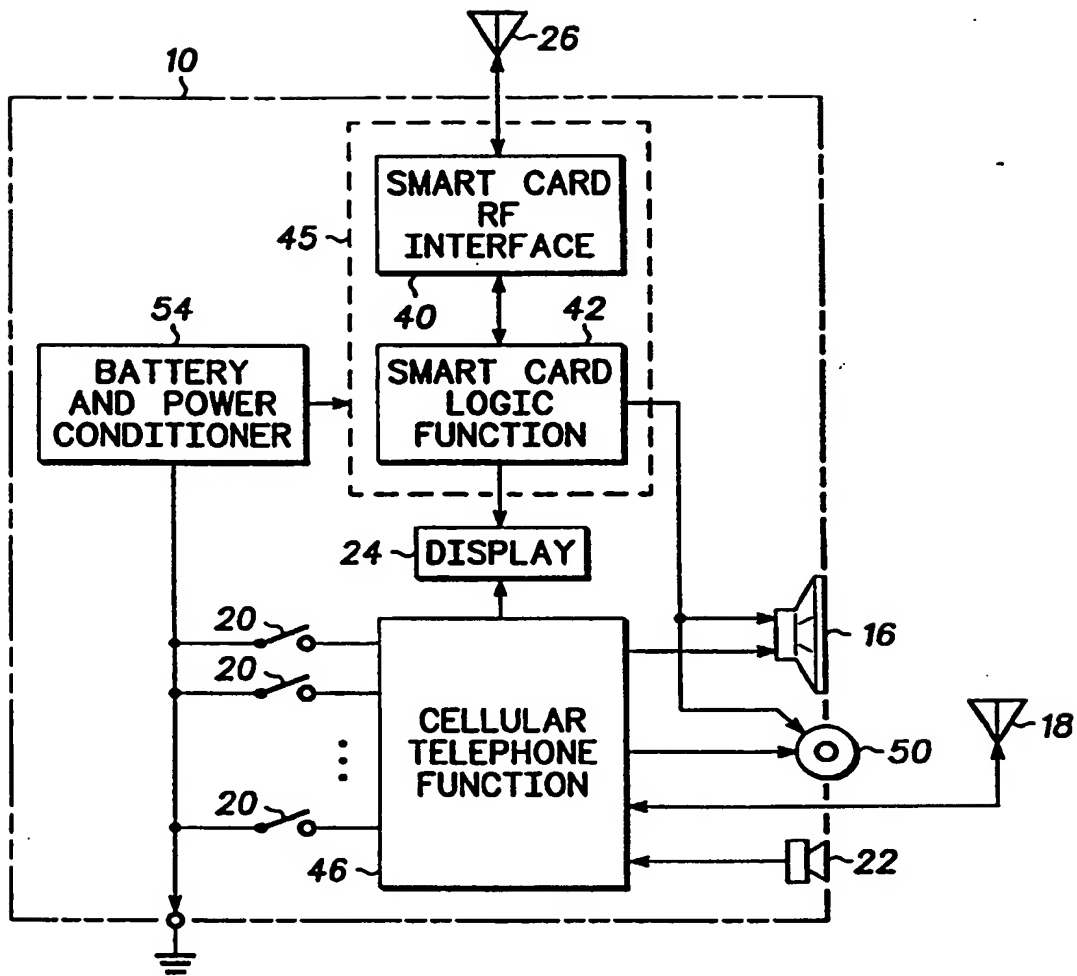 26
10
SMART CARD
RF
INTERFACE
45
40
42
54
BATTERY
AND POWER
CONDITIONER
SMART CARD
LOGIC
FUNCTION
24
DISPLAY
20
20
20
CELLULAR
TELEPHONE
FUNCTION
46
16
18
50
22